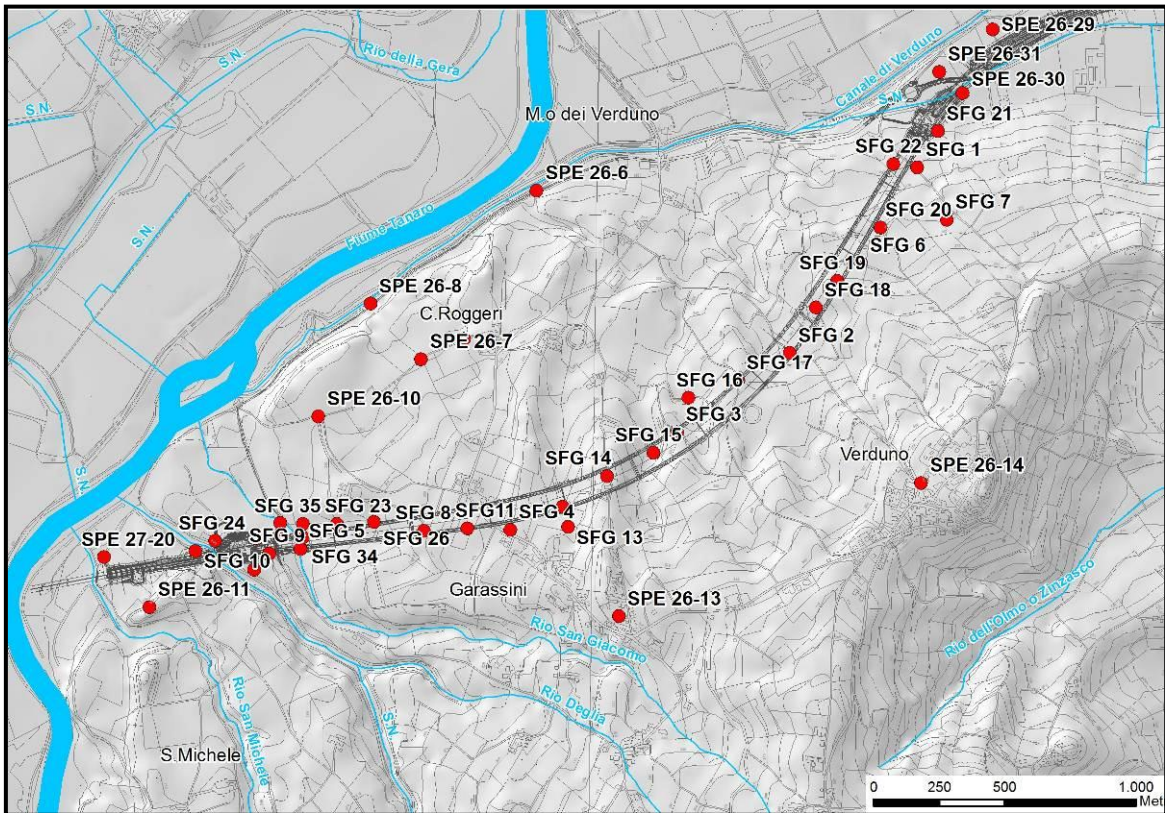 SPE 26-29
Rio della Gera
Canale di Verduno
SPE 26-31
S.N.
SPE 26-30
S.N.
M.o dei Verduno
SFG 21
SFG 22
SFG 1
SPE 26-6
SFG 20
SFG 7
S.N.
Fiume Tanaro
SFG 6
SFG 19
SPE 26-8
SFG 18
C.Roggeri
SPE 26-7
SFG 2
SFG 17
SFG 16
SPE 26-10
SFG 3
SFG 15
Verduno
SFG 14
SPE 26-14
S.N.
SFG 35
SFG 23
SFG 8
SFG11
SFG 4
SFG 24
SFG 9
SFG 5
SFG 26
SFG 13
SPE 27-20
SFG 10
SFG 34
SPE 26-11
Garassini
SPE 26-13
Rio San Giacomo
Rio dell'Olmo o Zinzasco
Rio Deglia
Rio San Michele
S.N.
S.Michele
0 250 500 1.000
Met